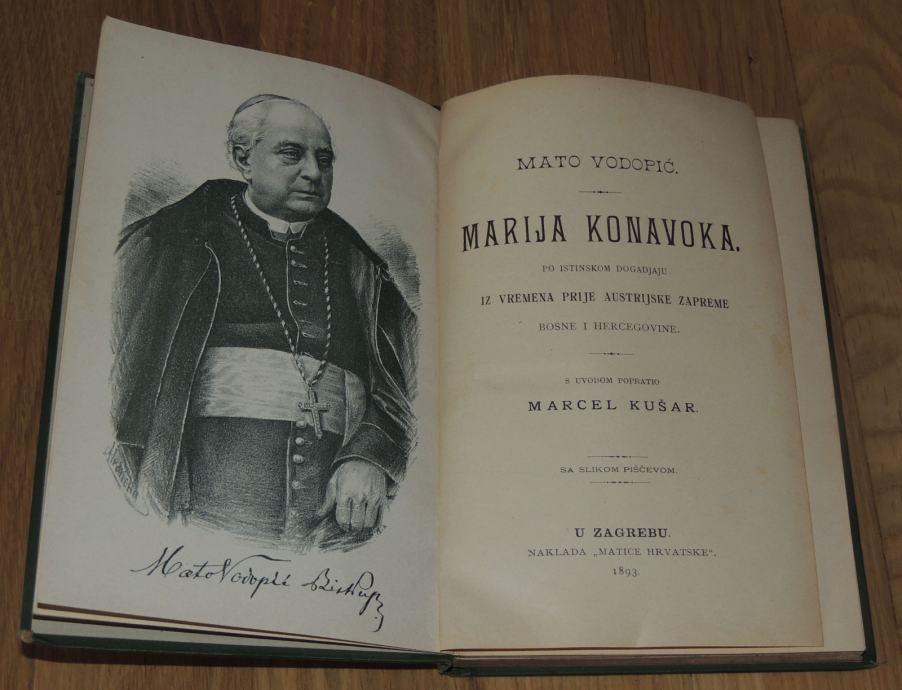 Mato Vodopić Biskup
MATO VODOPIĆ.
MARIJA KONAVOKA.
PO ISTINSKOM DOGADJAJU
IZ VREMENA PRIJE AUSTRIJSKE ZAPREME
BOSNE I HERCEGOVINE.
S UVODOM POPRATIO
MARCEL KUŠAR.
SA SLIKOM PIŠČEVOM.
U ZAGREBU.
NAKLADA „MATICE HRVATSKE“.
1893.